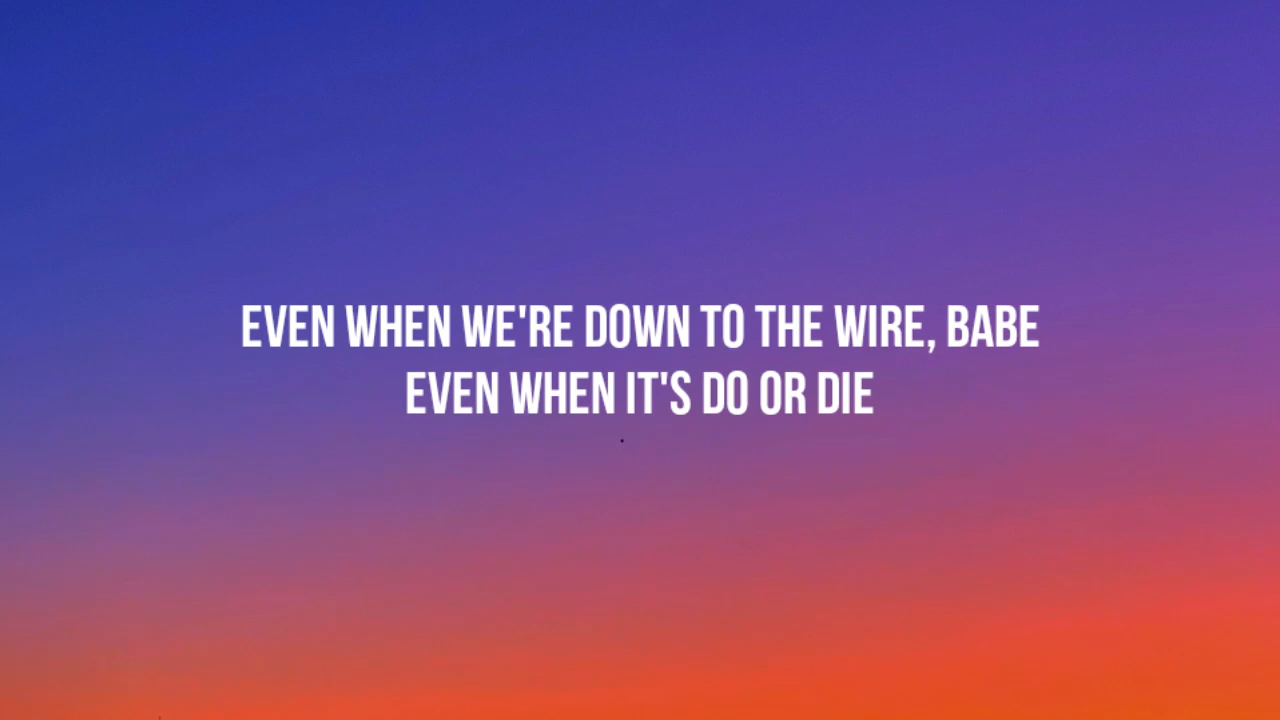 EVEN WHEN WE'RE DOWN TO THE WIRE, BABE
EVEN WHEN IT'S DO OR DIE